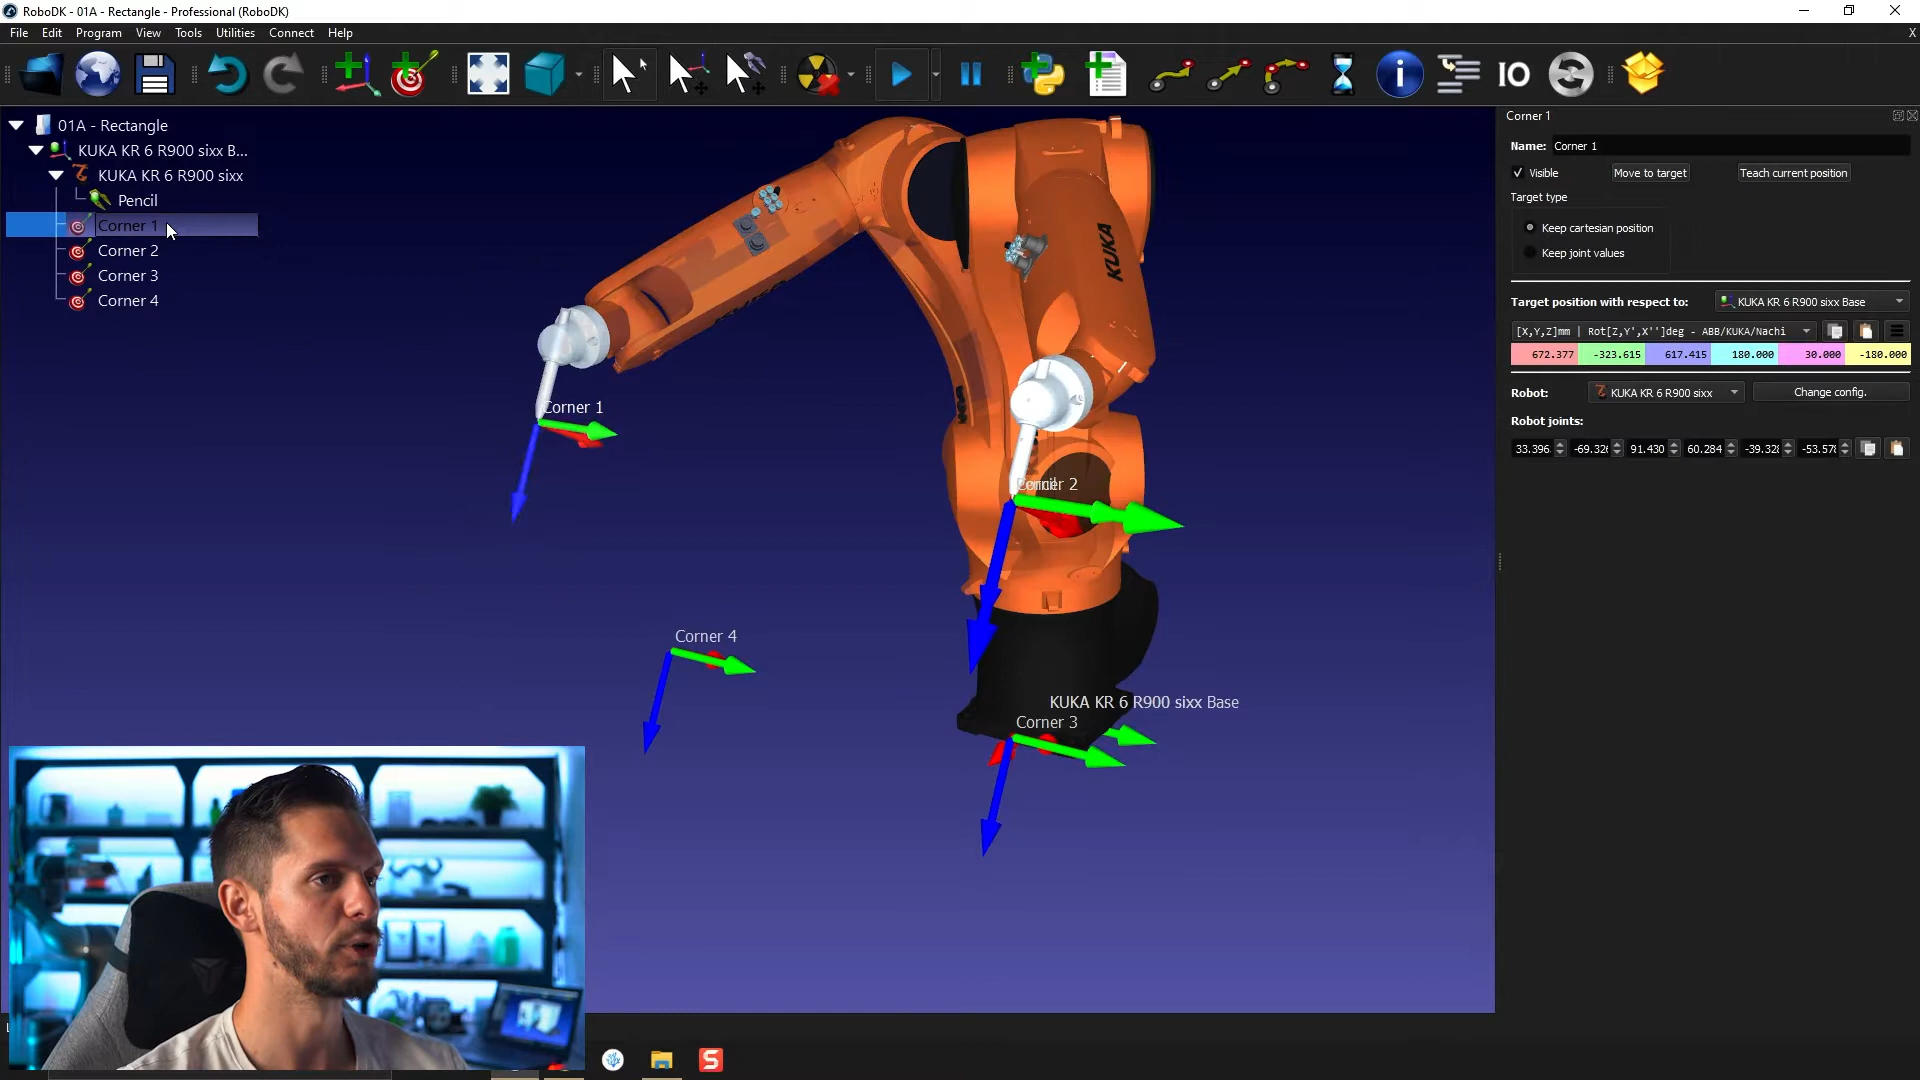 RoboDK - 01A - Rectangle - Professional (RoboDK)
File Edit Program View Tools Utilities Connect Help
X
IO
01A - Rectangle
KUKA KR 6 R900 sixx B...
KUKA KR 6 R900 sixx
Pencil
Corner 1
Corner 2
Corner 3
Corner 4
KUKA
Corner 1
Corner 2
Corner 4
KUKA KR 6 R900 sixx Base
Corner 3
Corner 1
Name: Corner 1
Visible Move to target Teach current position
Target type
Keep cartesian position
Keep joint values
Target position with respect to: KUKA KR 6 R900 sixx Base
[X,Y,Z]mm | Rot[Z,Y',X'']deg - ABB/KUKA/Nachi
672.377 -323.615 617.415 180.000 30.000 -180.000
Robot: KUKA KR 6 R900 sixx Change config.
Robot joints:
33.396 91.430 60.284
S